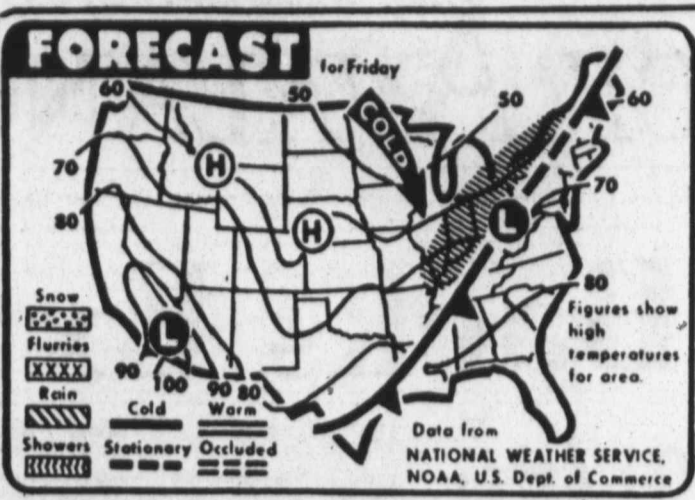 FORECAST
for Friday
60
50
50
60
COLD
70
H
70
80
H
L
80
Snow
Flurries
XXXX
Rain
Showers
L
90
100
90
80
Cold
Warm
Stationary
Occluded
Figures show
high
temperatures
for area.
Data from
NATIONAL WEATHER SERVICE,
NOAA, U.S. Dept. of Commerce